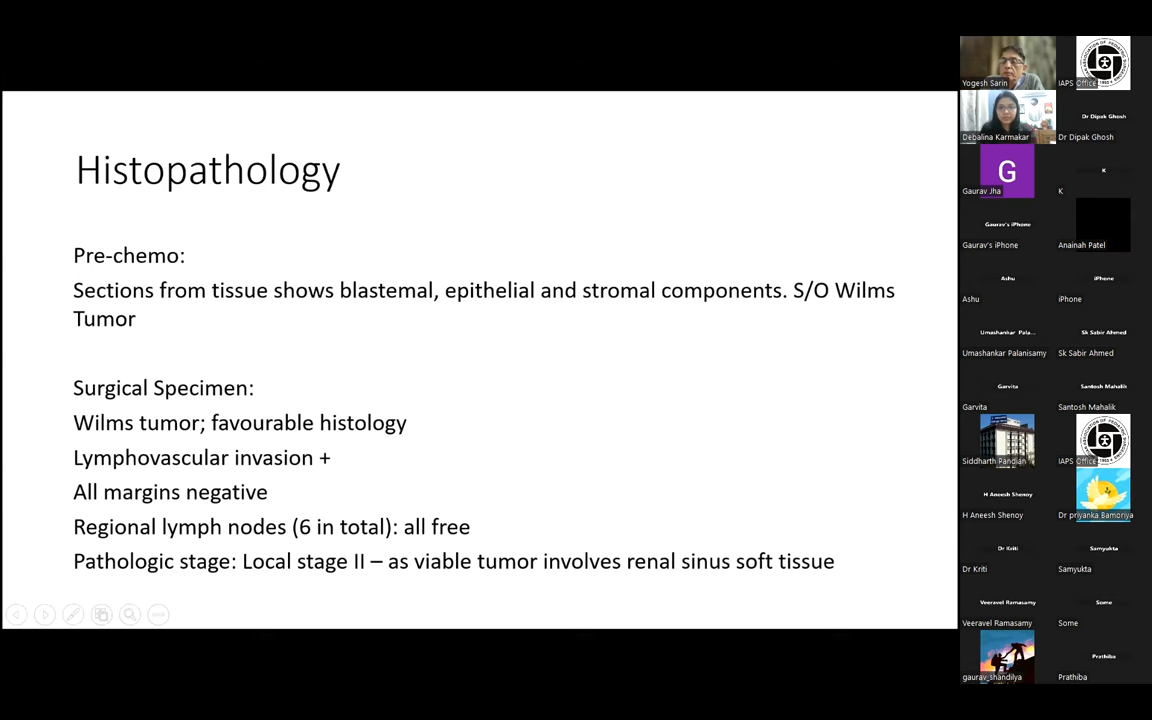 Histopathology
Pre-chemo:
Sections from tissue shows blastemal, epithelial and stromal components. S/O Wilms
Tumor
Surgical Specimen:
Wilms tumor; favourable histology
Lymphovascular invasion +
All margins negative
Regional lymph nodes (6 in total): all free
Pathologic stage: Local stage II – as viable tumor involves renal sinus soft tissue
Yogesh Sarin
IAPS Office
Debalina Karmakar
Dr Dipak Ghosh
Dr Dipak Ghosh
G
Gaurav Jha
K
K
Gaurav's iPhone
Gaurav's iPhone
Anainah Patel
Ashu
Ashu
iPhone
iPhone
Umashankar Pala...
Umashankar Palanisamy
Sk Sabir Ahmed
Sk Sabir Ahmed
Garvita
Garvita
Santosh Mahalik
Santosh Mahalik
Siddharth Pandian
IAPS Office
H Aneesh Shenoy
H Aneesh Shenoy
Dr priyanka Bamoriya
Dr Kriti
Dr Kriti
Samyukta
Samyukta
Veeravel Ramasamy
Veeravel Ramasamy
Some
Some
gaurav_shandilya
Prathiba
Prathiba